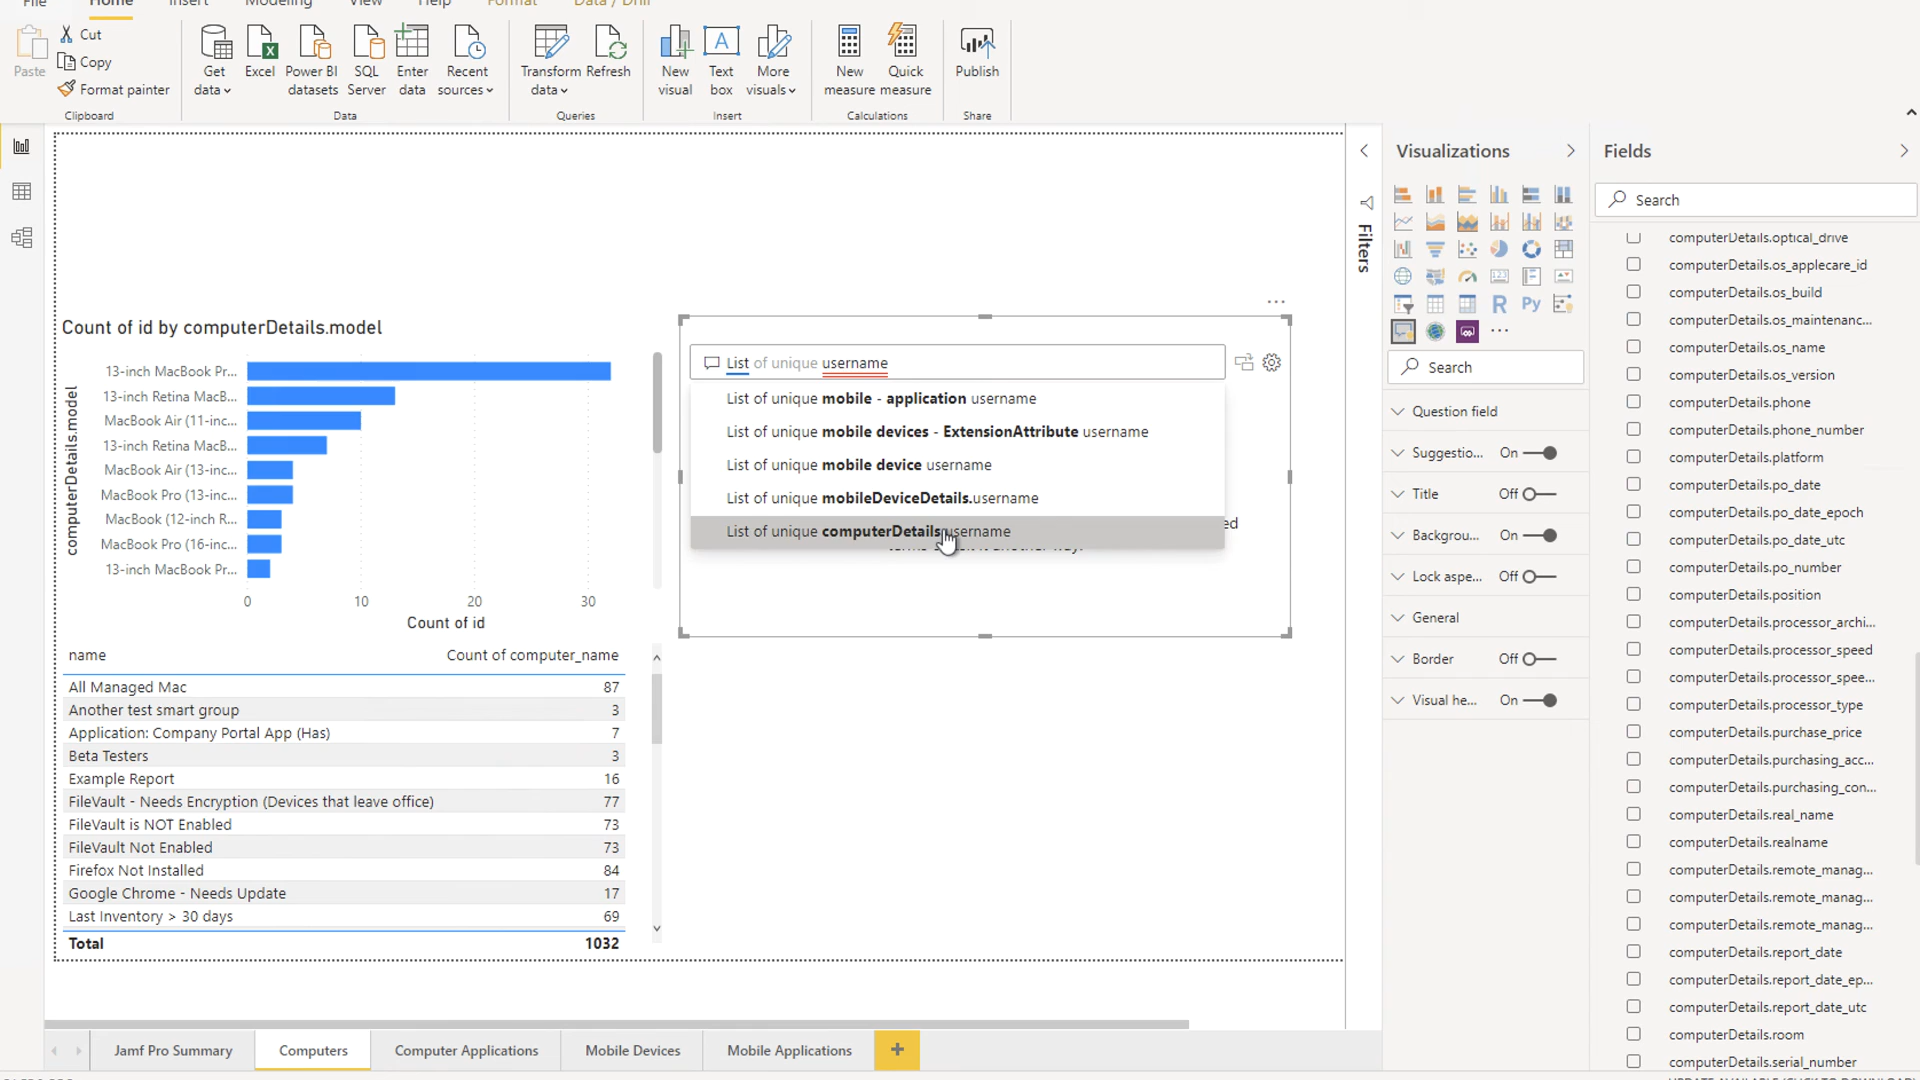 File Home Insert Modeling View Help Format Data / Drill
Paste
Cut
Copy
Format painter
Clipboard
Get data
Excel
Power BI datasets
SQL Server
Enter data
Recent sources
Data
Transform data
Refresh
Queries
New visual
Text box
More visuals
Insert
New measure
Quick measure
Calculations
Publish
Share
Count of id by computerDetails.model
computerDetails.model
13-inch MacBook Pr...
13-inch Retina MacB...
MacBook Air (11-inc...
13-inch Retina MacB...
MacBook Air (13-inc...
MacBook Pro (13-inc...
MacBook (12-inch R...
MacBook Pro (16-inc...
13-inch MacBook Pr...
0 10 20 30
Count of id
name Count of computer_name
All Managed Mac 87
Another test smart group 3
Application: Company Portal App (Has) 7
Beta Testers 3
Example Report 16
FileVault - Needs Encryption (Devices that leave office) 77
FileVault is NOT Enabled 73
FileVault Not Enabled 73
Firefox Not Installed 84
Google Chrome - Needs Update 17
Last Inventory > 30 days 69
Total 1032
List of unique username
List of unique mobile - application username
List of unique mobile devices - ExtensionAttribute username
List of unique mobile device username
List of unique mobileDeviceDetails.username
List of unique computerDetails username
Filters
Visualizations
R Py
Search
Question field
Suggestio... On
Title Off
Backgrou... On
Lock aspe... Off
General
Border Off
Visual he... On
Fields
Search
computerDetails.optical_drive
computerDetails.os_applecare_id
computerDetails.os_build
computerDetails.os_maintenanc...
computerDetails.os_name
computerDetails.os_version
computerDetails.phone
computerDetails.phone_number
computerDetails.platform
computerDetails.po_date
computerDetails.po_date_epoch
computerDetails.po_date_utc
computerDetails.po_number
computerDetails.position
computerDetails.processor_archi...
computerDetails.processor_speed
computerDetails.processor_spee...
computerDetails.processor_type
computerDetails.purchase_price
computerDetails.purchasing_acc...
computerDetails.purchasing_con...
computerDetails.real_name
computerDetails.realname
computerDetails.remote_manag...
computerDetails.remote_manag...
computerDetails.remote_manag...
computerDetails.report_date
computerDetails.report_date_ep...
computerDetails.report_date_utc
computerDetails.room
computerDetails.serial_number
Jamf Pro Summary
Computers
Computer Applications
Mobile Devices
Mobile Applications
+